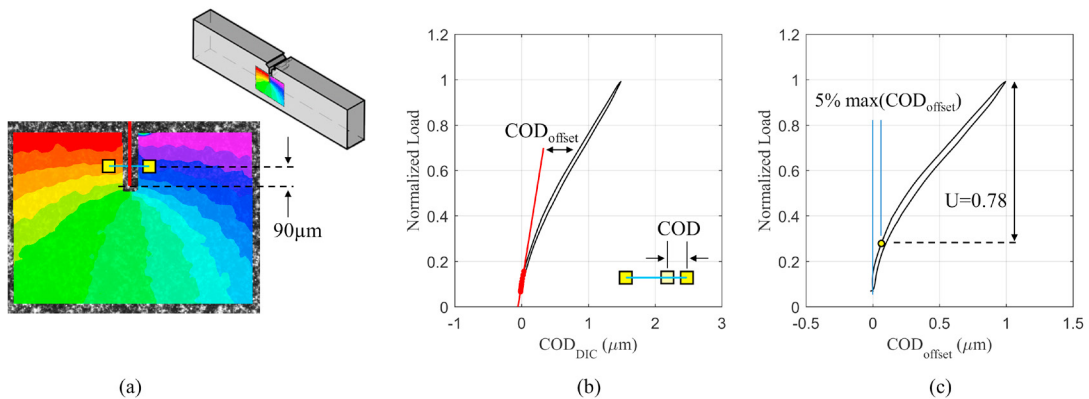 90μm
(a)
Normalized Load
1.2
1
0.8
0.6
0.4
0.2
0
-1
0
1
2
3
COD_DIC (μm)
COD_offset
COD
(b)
Normalized Load
1.2
1
0.8
0.6
0.4
0.2
0
-0.5
0
0.5
1
1.5
COD_offset (μm)
5% max(COD_offset)
U=0.78
(c)